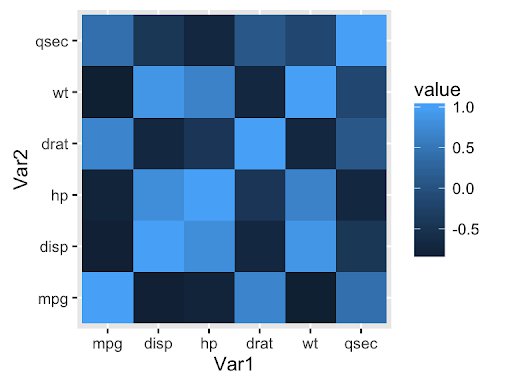 qsec
wt
drat
hp
disp
mpg
Var2
mpg disp hp drat wt qsec
Var1
value
1.0
0.5
0.0
-0.5